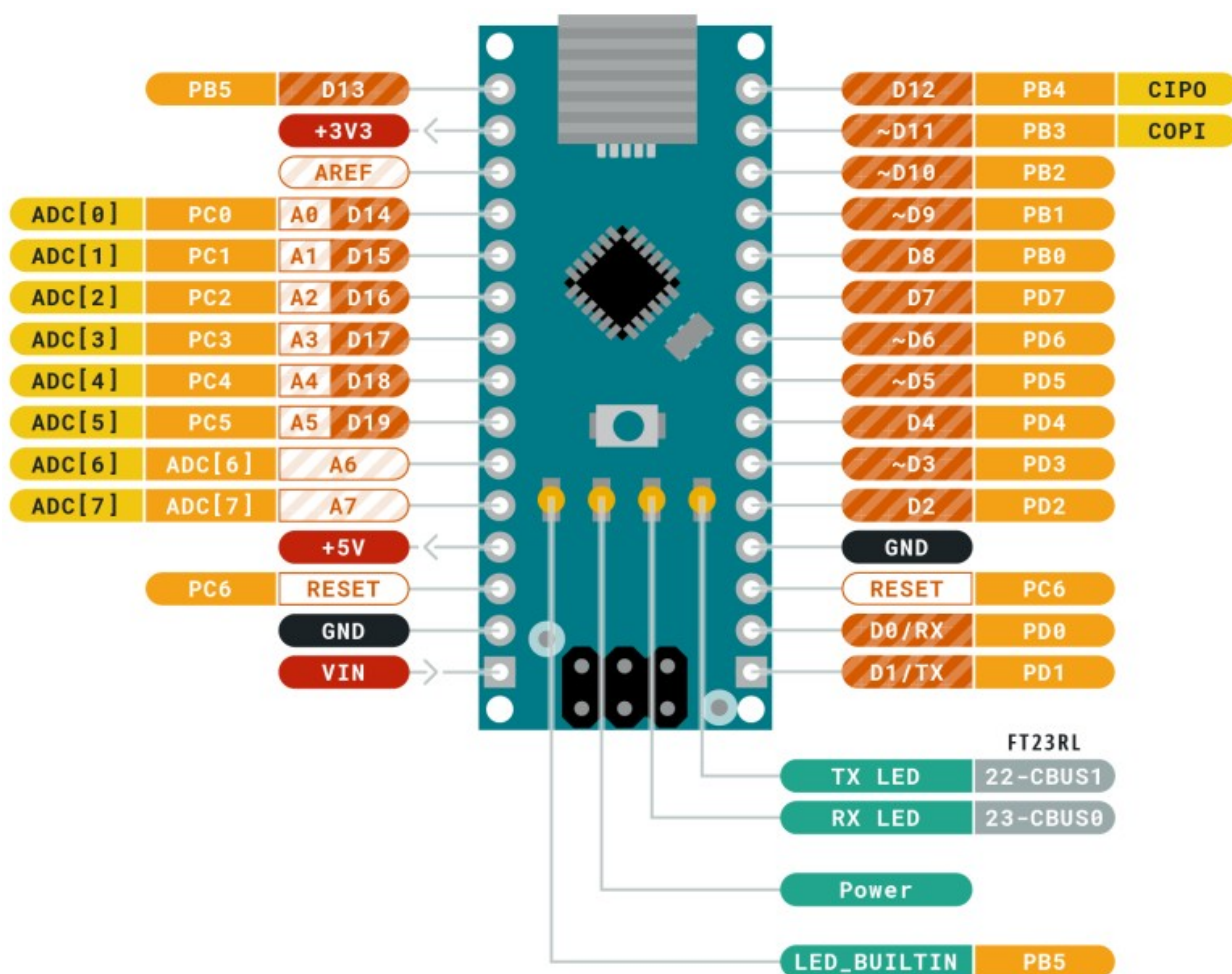 PB5 D13 D12 PB4 CIPO
+3V3 ~D11 PB3 COPI
AREF ~D10 PB2
ADC[0] PC0 A0 D14 ~D9 PB1
ADC[1] PC1 A1 D15 D8 PB0
ADC[2] PC2 A2 D16 D7 PD7
ADC[3] PC3 A3 D17 ~D6 PD6
ADC[4] PC4 A4 D18 ~D5 PD5
ADC[5] PC5 A5 D19 D4 PD4
ADC[6] ADC[6] A6 ~D3 PD3
ADC[7] ADC[7] A7 D2 PD2
+5V GND
PC6 RESET RESET PC6
GND D0/RX PD0
VIN D1/TX PD1
FT23RL
TX LED 22-CBUS1
RX LED 23-CBUS0
Power
LED_BUILTIN PB5